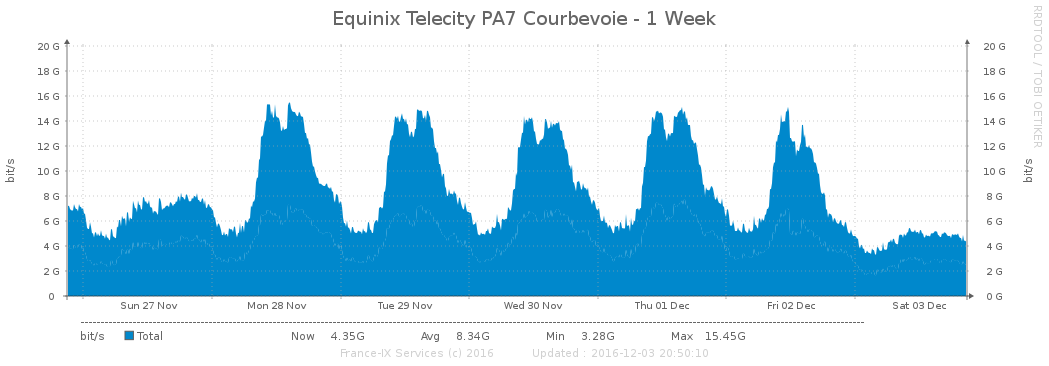 Equinix Telecity PA7 Courbevoie - 1 Week
RRDTOOL / TOBI OETIKER
20 G 20 G
18 G 18 G
16 G 16 G
14 G 14 G
12 G 12 G
10 G 10 G
8 G 8 G
6 G 6 G
4 G 4 G
2 G 2 G
0 0 G
bit/s bit/s
Sun 27 Nov Mon 28 Nov Tue 29 Nov Wed 30 Nov Thu 01 Dec Fri 02 Dec Sat 03 Dec
bit/s Total Now 4.35G Avg 8.34G Min 3.28G Max 15.45G
France-IX Services (c) 2016 Updated : 2016-12-03 20:50:10